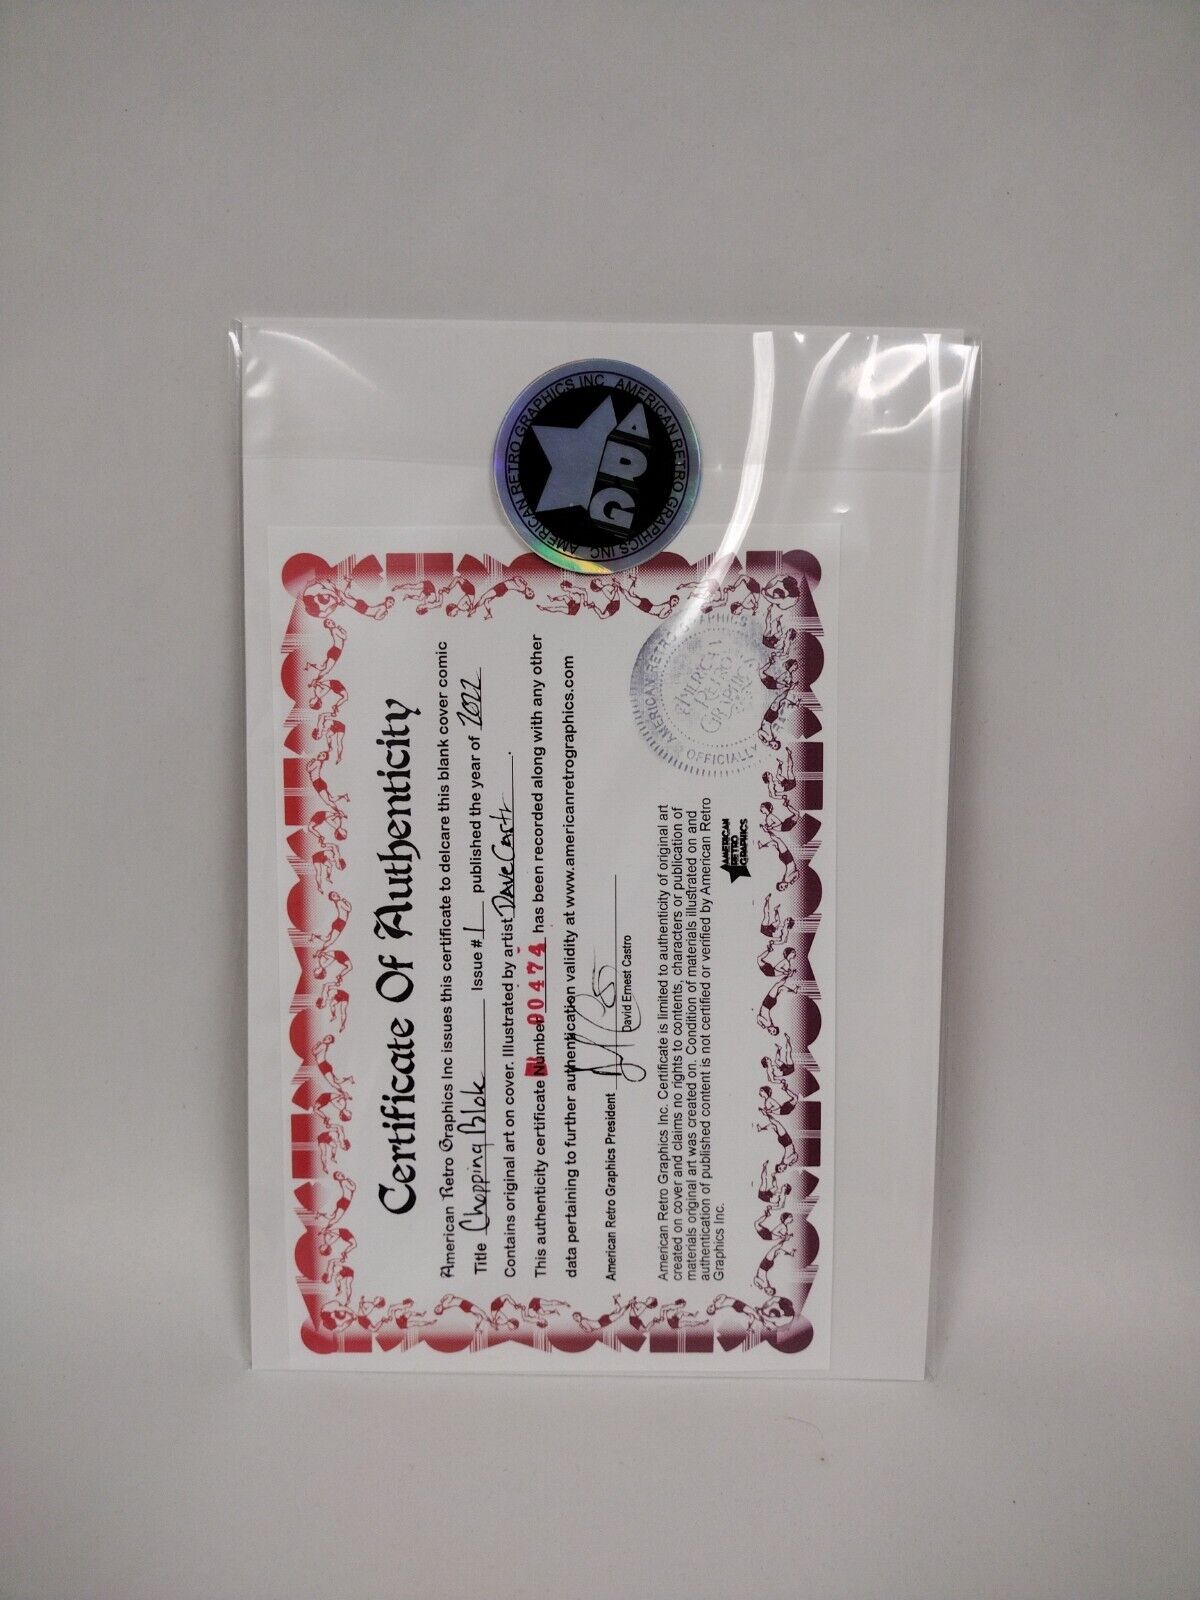 AMERICAN RETRO GRAPHICS INC AMERICAN RETRO GRAPHICS INC
ARG
Certificate Of Authenticity
American Retro Graphics Inc issues this certificate to delcare this blank cover comic
Title Chopping Blok Issue # 1 published the year of 2022
Contains original art on cover. Illustrated by artist Dave Castr.
This authenticity certificate Number 00474 has been recorded along with any other
data pertaining to further authentication validity at www.americanretrographics.com
American Retro Graphics President
David Ernest Castro
American Retro Graphics Inc. Certificate is limited to authenticity of original art
created on cover and claims no rights to contents, characters or publication of
materials original art was created on. Condition of materials illustrated on and
authentication of published content is not certified or verified by American Retro
Graphics Inc.
AMERICAN
RETRO
GRAPHICS
AMERICAN RETRO GRAPHICS
OFFICIALLY
AMERICAN
RETRO
GRAPHICS